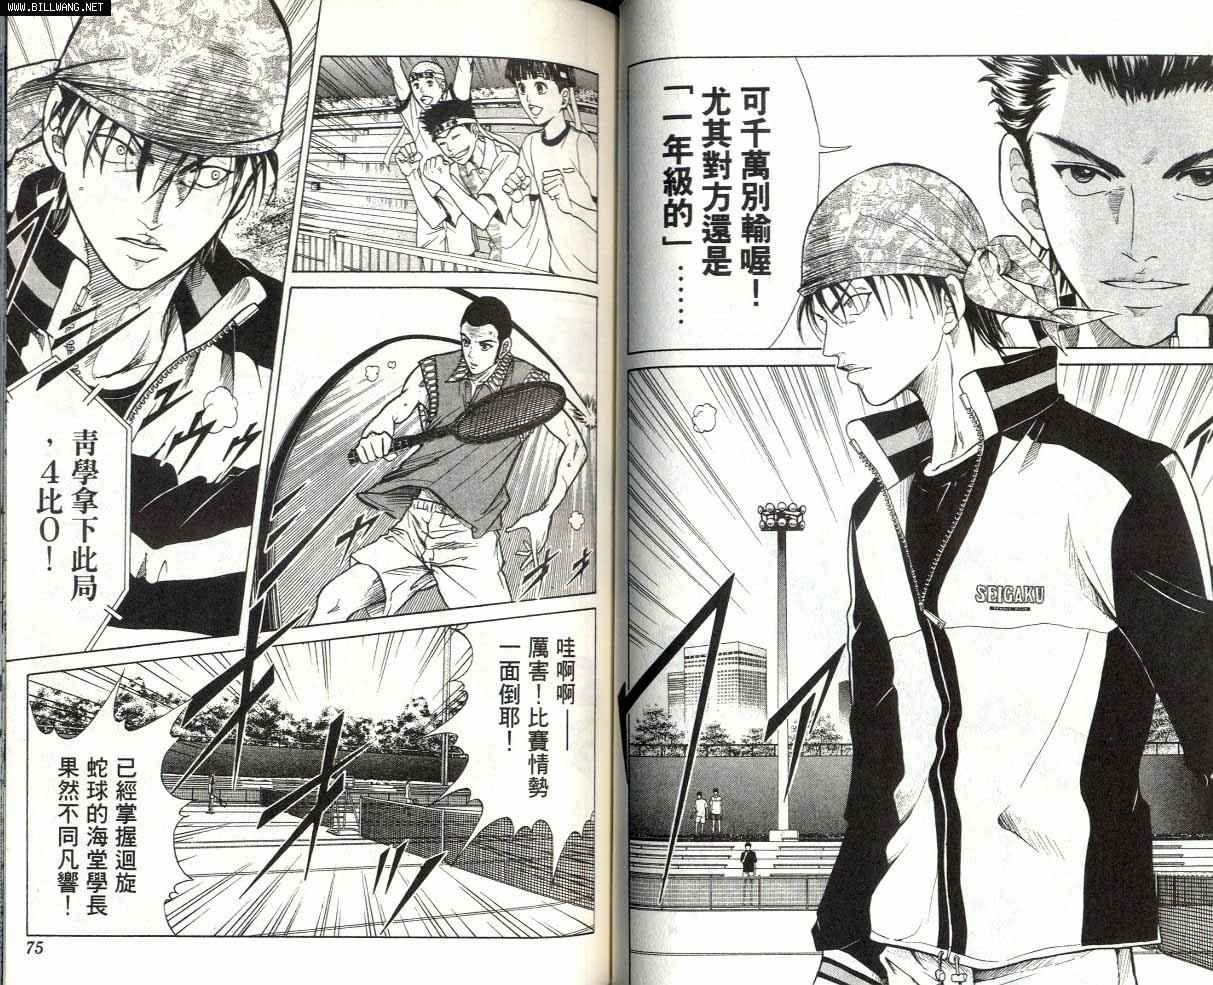 WWW.BILLWANG.NET
可千萬別輸喔！
尤其對方還是
「一年級的」……
SEIGAKU
哇啊啊——
厲害！比賽情勢
一面倒耶！
青學拿下此局
，4比0！
已經掌握迴旋
蛇球的海堂學長
果然不同凡響！
75